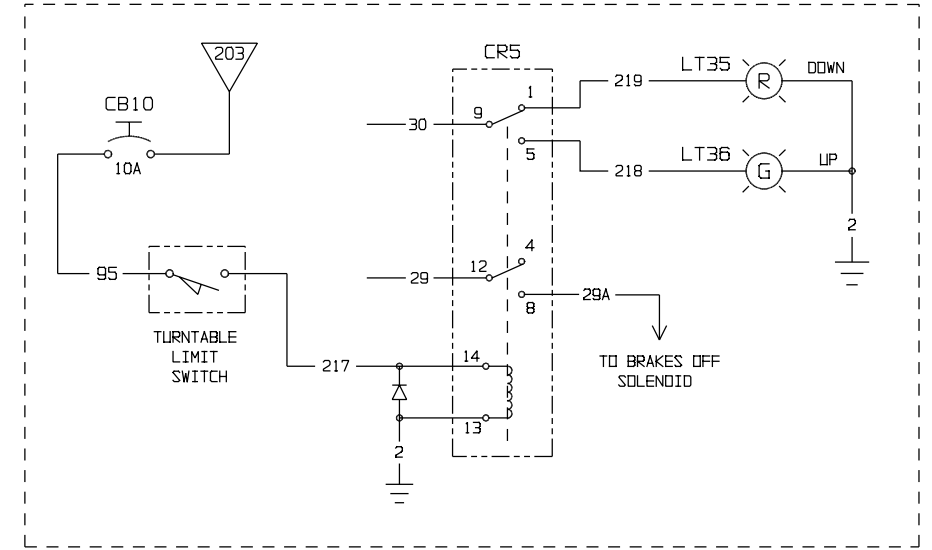 203
CR5
CB10
10A
30
9
1
5
219
218
LT35
R
DOWN
LT36
G
UP
2
95
TURNTABLE
LIMIT
SWITCH
29
12
4
8
29A
TO BRAKES OFF
SOLENOID
217
14
13
2